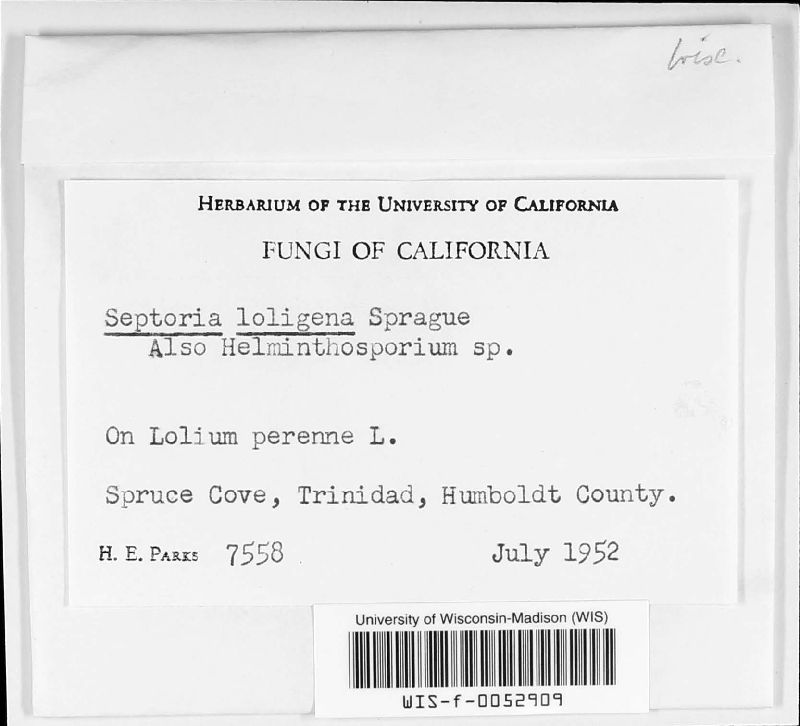 Wisc.
HERBARIUM OF THE UNIVERSITY OF CALIFORNIA
FUNGI OF CALIFORNIA
Septoria loligena Sprague
Also Helminthosporium sp.
On Lolium perenne L.
Spruce Cove, Trinidad, Humboldt County.
H. E. PARKS 7558 July 1952
University of Wisconsin-Madison (WIS)
WIS-f-0052909